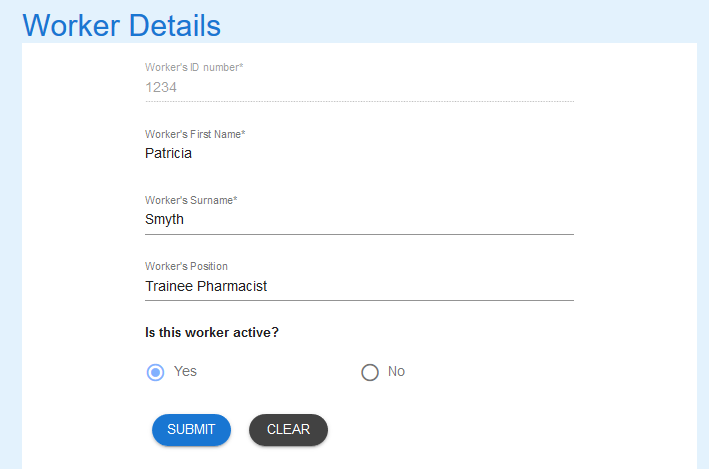 Worker Details
Worker's ID number*
1234
Worker's First Name*
Patricia
Worker's Surname*
Smyth
Worker's Position
Trainee Pharmacist
Is this worker active?
Yes No
SUBMIT CLEAR